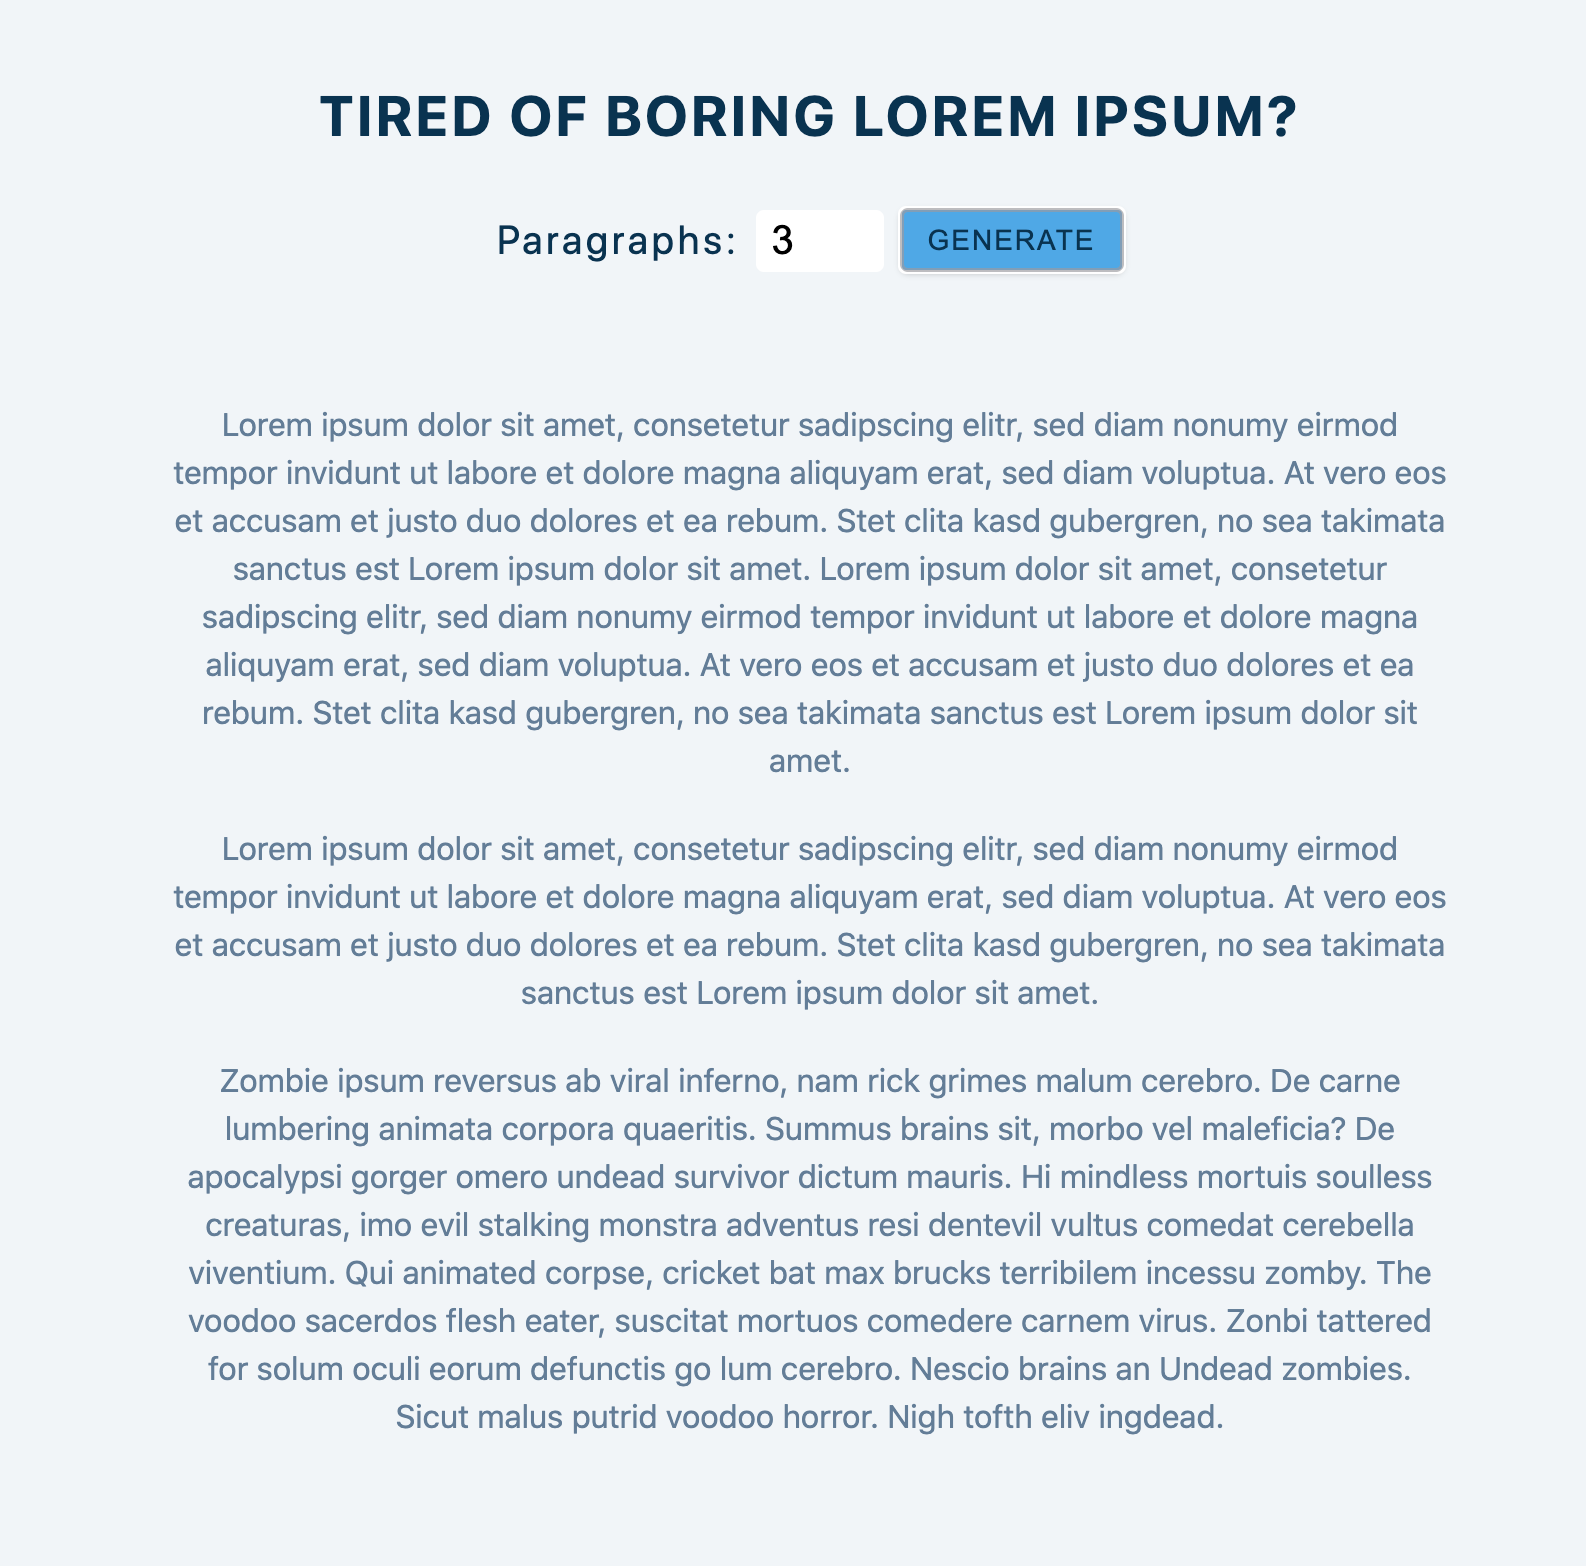 TIRED OF BORING LOREM IPSUM?
Paragraphs: 3 GENERATE
Lorem ipsum dolor sit amet, consetetur sadipscing elitr, sed diam nonumy eirmod
tempor invidunt ut labore et dolore magna aliquyam erat, sed diam voluptua. At vero eos
et accusam et justo duo dolores et ea rebum. Stet clita kasd gubergren, no sea takimata
sanctus est Lorem ipsum dolor sit amet. Lorem ipsum dolor sit amet, consetetur
sadipscing elitr, sed diam nonumy eirmod tempor invidunt ut labore et dolore magna
aliquyam erat, sed diam voluptua. At vero eos et accusam et justo duo dolores et ea
rebum. Stet clita kasd gubergren, no sea takimata sanctus est Lorem ipsum dolor sit
amet.
Lorem ipsum dolor sit amet, consetetur sadipscing elitr, sed diam nonumy eirmod
tempor invidunt ut labore et dolore magna aliquyam erat, sed diam voluptua. At vero eos
et accusam et justo duo dolores et ea rebum. Stet clita kasd gubergren, no sea takimata
sanctus est Lorem ipsum dolor sit amet.
Zombie ipsum reversus ab viral inferno, nam rick grimes malum cerebro. De carne
lumbering animata corpora quaeritis. Summus brains sit, morbo vel maleficia? De
apocalypsi gorger omero undead survivor dictum mauris. Hi mindless mortuis soulless
creaturas, imo evil stalking monstra adventus resi dentevil vultus comedat cerebella
viventium. Qui animated corpse, cricket bat max brucks terribilem incessu zomby. The
voodoo sacerdos flesh eater, suscitat mortuos comedere carnem virus. Zonbi tattered
for solum oculi eorum defunctis go lum cerebro. Nescio brains an Undead zombies.
Sicut malus putrid voodoo horror. Nigh tofth eliv ingdead.